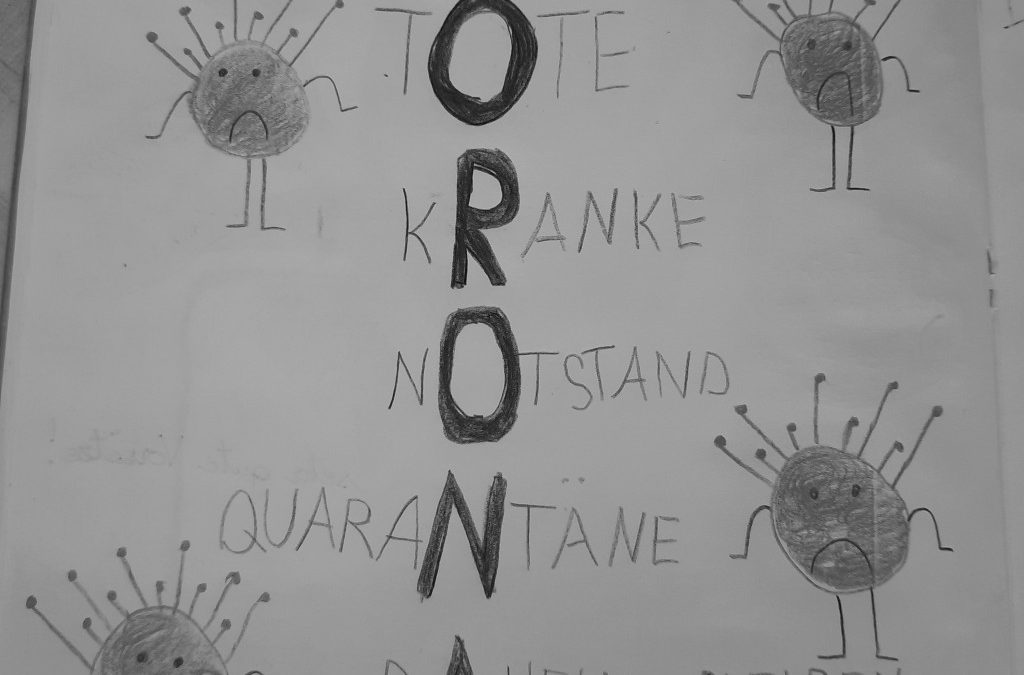 TOTE
KRANKE
NOTSTAND
QUARANTÄNE